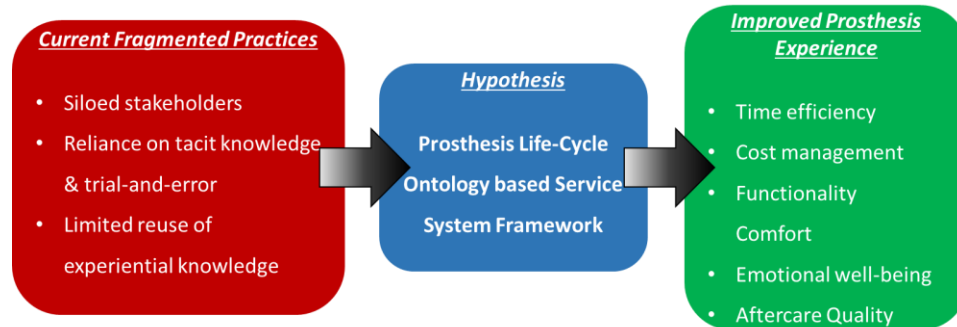 Current Fragmented Practices
• Siloed stakeholders
• Reliance on tacit knowledge
& trial-and-error
• Limited reuse of
experiential knowledge
Hypothesis
Prosthesis Life-Cycle
Ontology based Service
System Framework
Improved Prosthesis
Experience
• Time efficiency
• Cost management
• Functionality
Comfort
• Emotional well-being
• Aftercare Quality